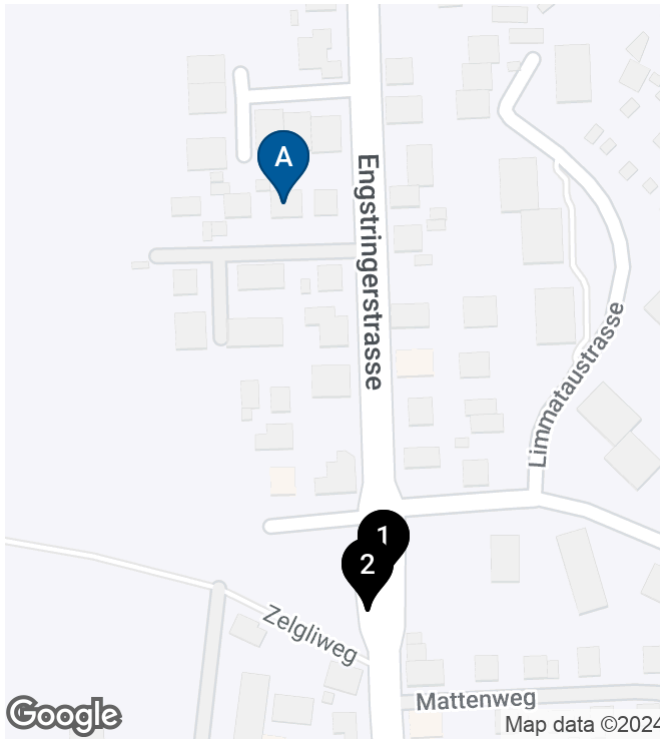 A
Engstringerstrasse
Limmataustrasse
1
2
Zelgliweg
Mattenweg
Google
Map data ©2024